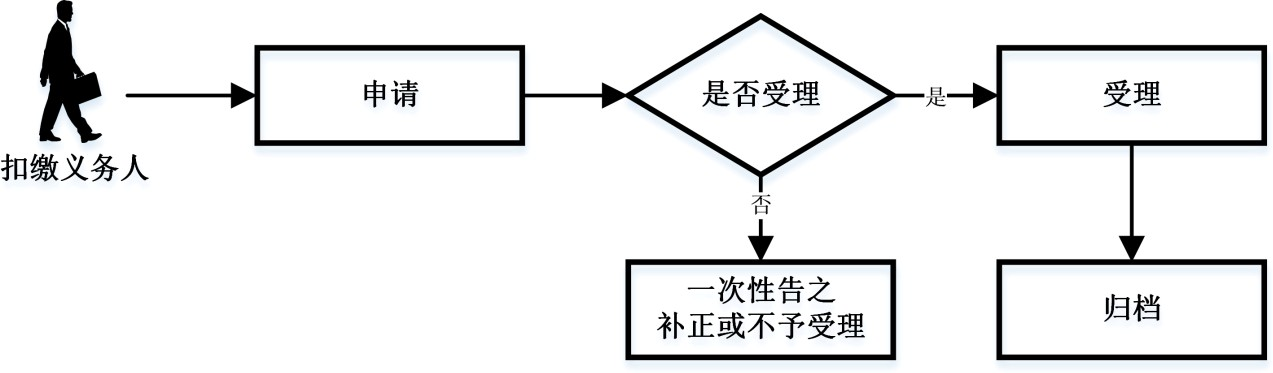 扣缴义务人
申请
是否受理
是
受理
否
一次性告之
补正或不予受理
归档